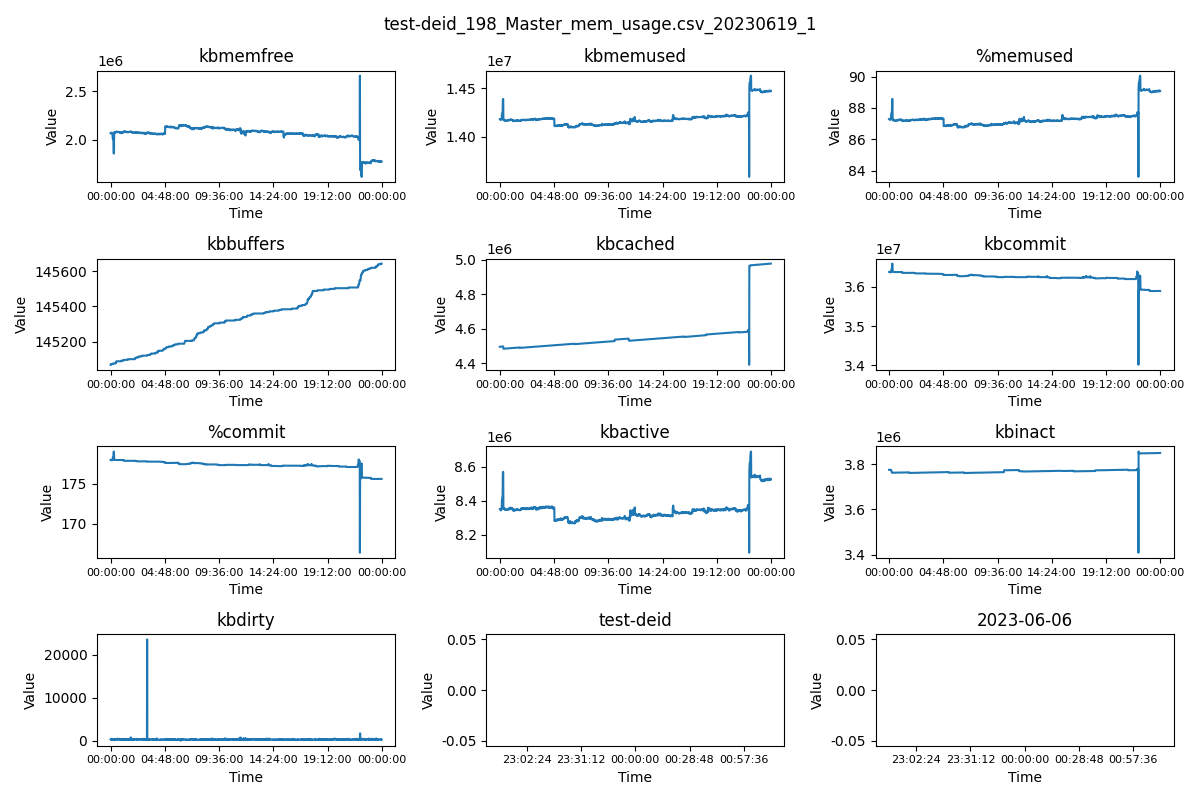 test-deid_198_Master_mem_usage.csv_20230619_1
kbmemfree
1e6
2.5
2.0
Value
00:00:00 04:48:00 09:36:00 14:24:00 19:12:00 00:00:00
Time
kbmemused
1e7
1.45
1.40
Value
00:00:00 04:48:00 09:36:00 14:24:00 19:12:00 00:00:00
Time
%memused
90
88
86
84
Value
00:00:00 04:48:00 09:36:00 14:24:00 19:12:00 00:00:00
Time
kbbuffers
145600
145400
145200
Value
00:00:00 04:48:00 09:36:00 14:24:00 19:12:00 00:00:00
Time
kbcached
1e6
5.0
4.8
4.6
4.4
Value
00:00:00 04:48:00 09:36:00 14:24:00 19:12:00 00:00:00
Time
kbcommit
1e7
3.6
3.5
3.4
Value
00:00:00 04:48:00 09:36:00 14:24:00 19:12:00 00:00:00
Time
%commit
175
170
Value
00:00:00 04:48:00 09:36:00 14:24:00 19:12:00 00:00:00
Time
kbactive
1e6
8.6
8.4
8.2
Value
00:00:00 04:48:00 09:36:00 14:24:00 19:12:00 00:00:00
Time
kbinact
1e6
3.8
3.6
3.4
Value
00:00:00 04:48:00 09:36:00 14:24:00 19:12:00 00:00:00
Time
kbdirty
20000
10000
0
Value
00:00:00 04:48:00 09:36:00 14:24:00 19:12:00 00:00:00
Time
test-deid
0.05
0.00
-0.05
Value
23:02:24 23:31:12 00:00:00 00:28:48 00:57:36
Time
2023-06-06
0.05
0.00
-0.05
Value
23:02:24 23:31:12 00:00:00 00:28:48 00:57:36
Time